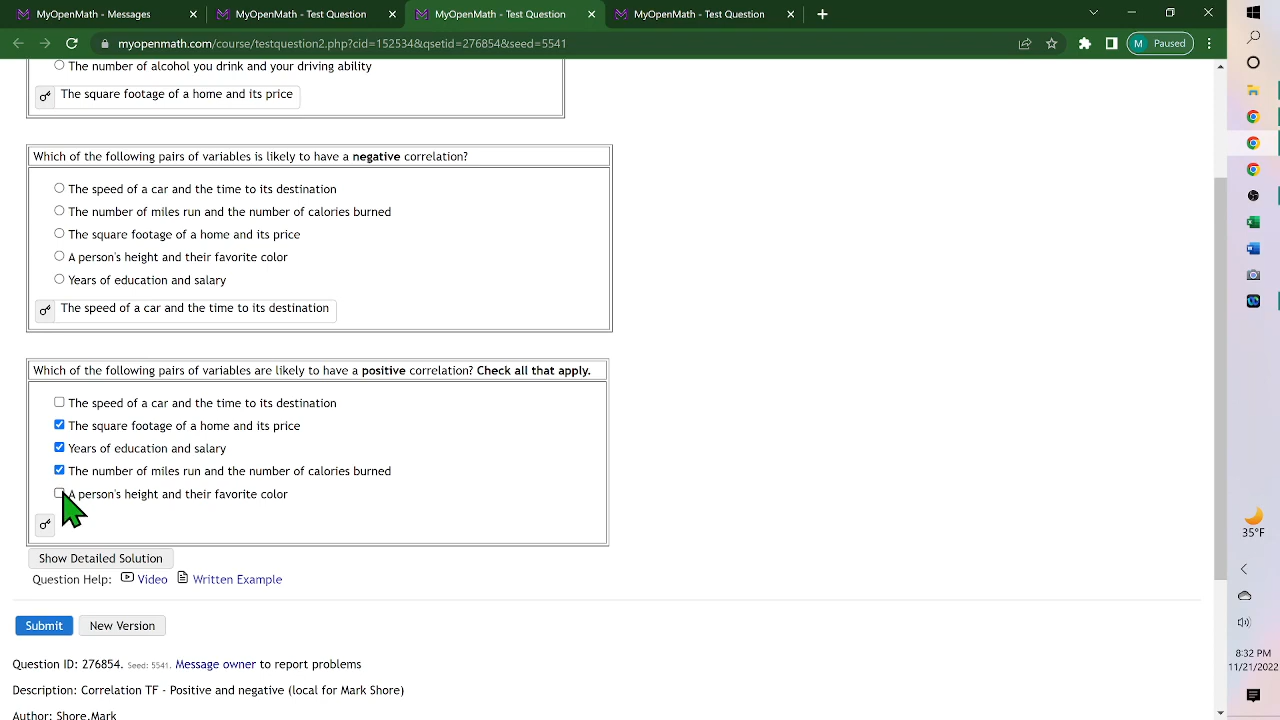 MyOpenMath - Messages
MyOpenMath - Test Question
MyOpenMath - Test Question
MyOpenMath - Test Question
myopenmath.com/course/testquestion2.php?cid=152534&qsetid=276854&seed=5541
M Paused
The number of alcohol you drink and your driving ability
The square footage of a home and its price
Which of the following pairs of variables is likely to have a negative correlation?
The speed of a car and the time to its destination
The number of miles run and the number of calories burned
The square footage of a home and its price
A person's height and their favorite color
Years of education and salary
The speed of a car and the time to its destination
Which of the following pairs of variables are likely to have a positive correlation? Check all that apply.
The speed of a car and the time to its destination
The square footage of a home and its price
Years of education and salary
The number of miles run and the number of calories burned
A person's height and their favorite color
Show Detailed Solution
Question Help: Video Written Example
Submit New Version
Question ID: 276854. Seed: 5541. Message owner to report problems
Description: Correlation TF - Positive and negative (local for Mark Shore)
Author: Shore,Mark
35°F
8:32 PM
11/21/2022